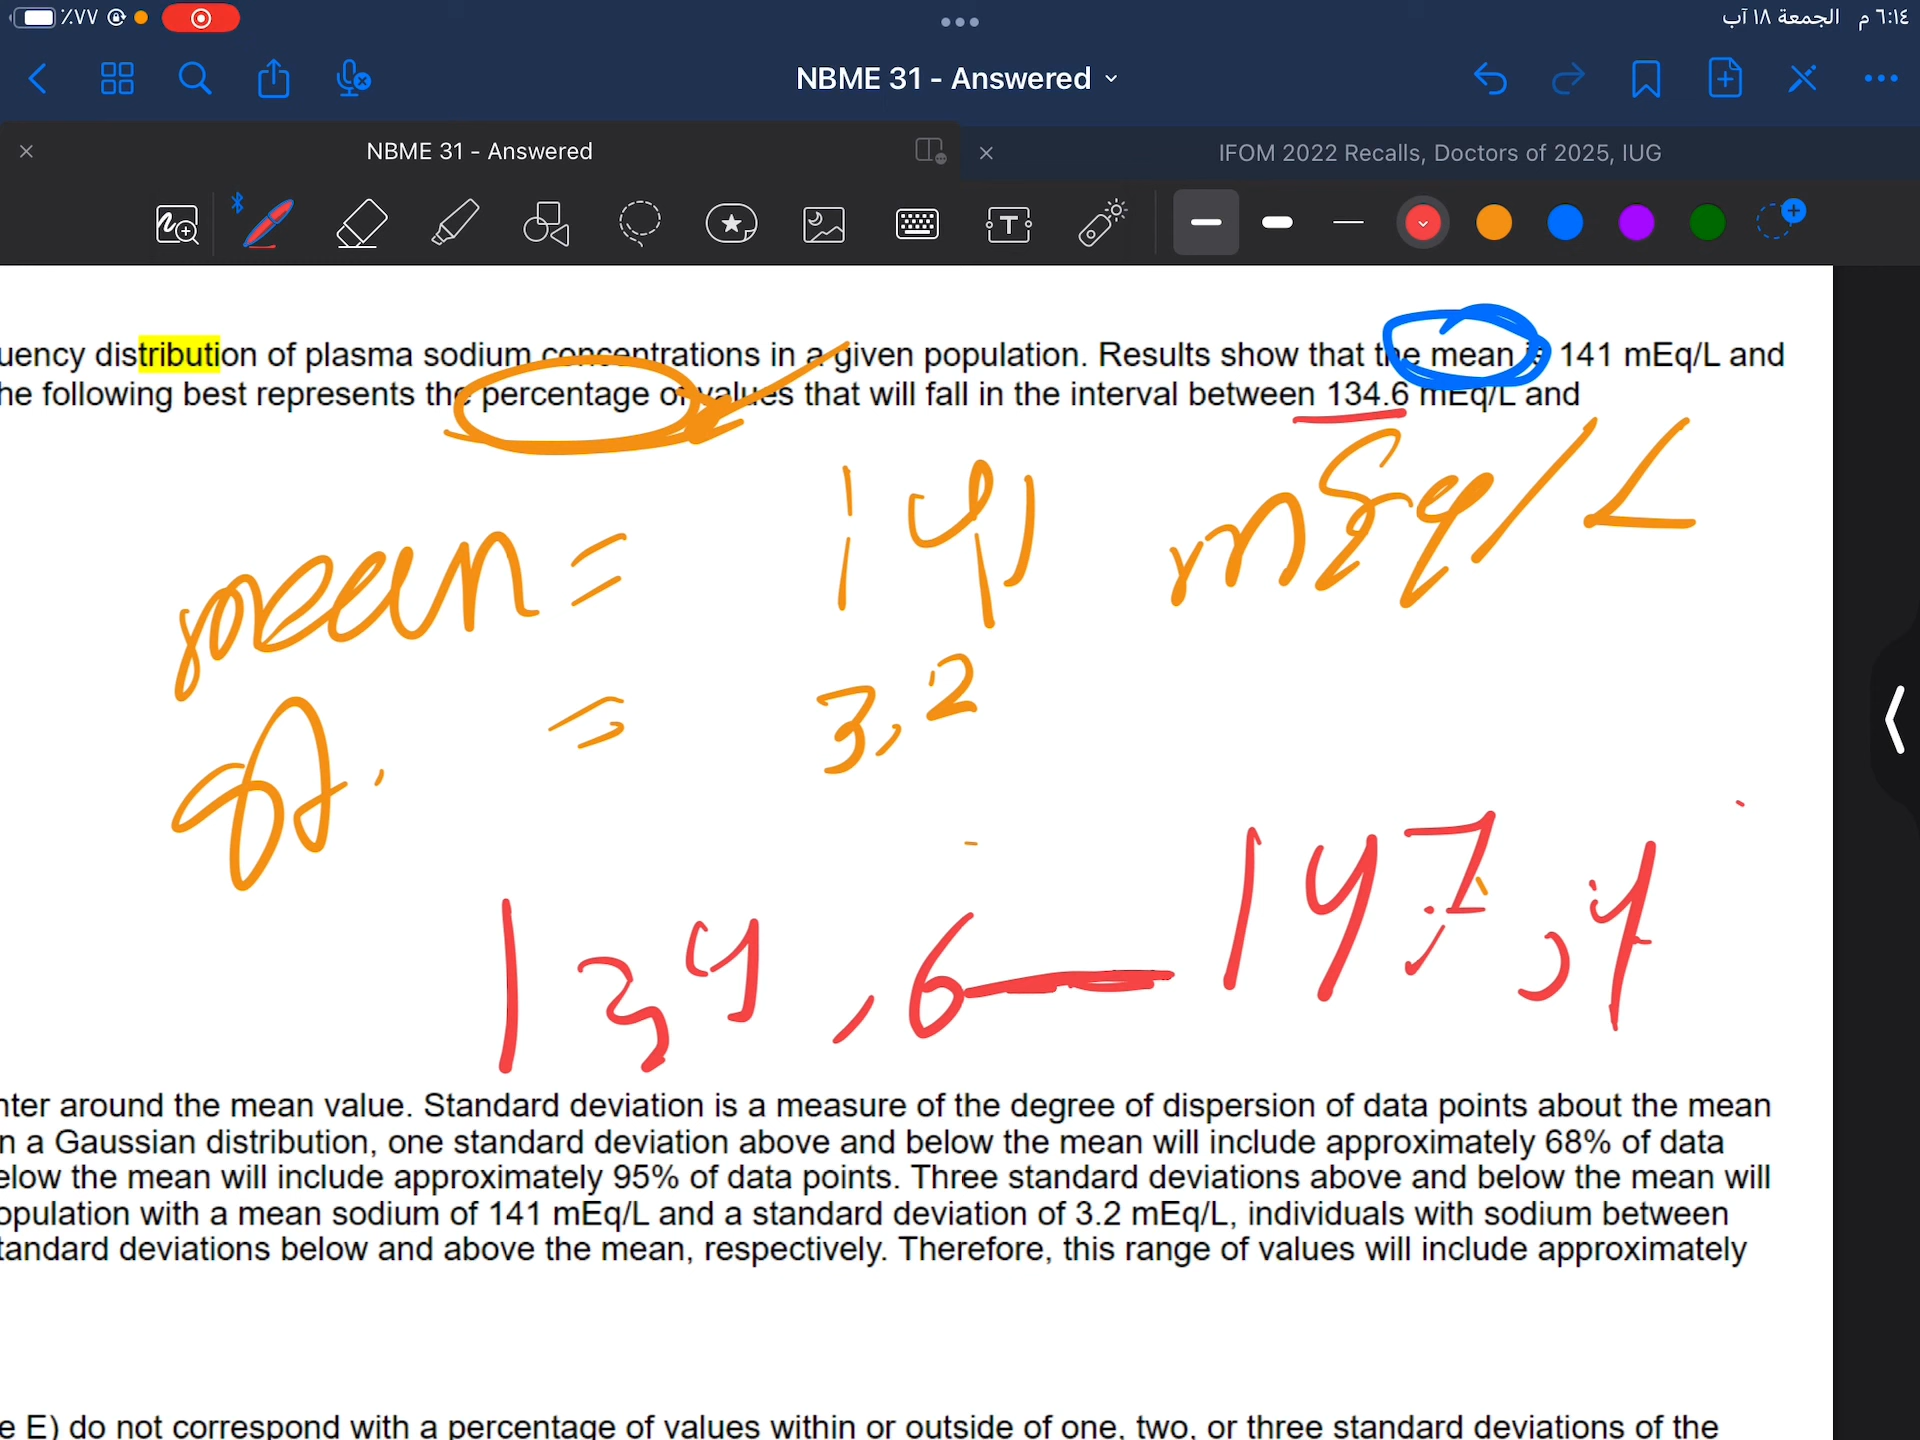 ٪٧٧
٦:١٤ م الجمعة ١٨ آب
NBME 31 - Answered
NBME 31 - Answered
IFOM 2022 Recalls, Doctors of 2025, IUG
uency distribution of plasma sodium concentrations in a given population. Results show that the mean is 141 mEq/L and
he following best represents the percentage of values that will fall in the interval between 134.6 mEq/L and
mean = 141 mEq/L
= 3,2
134,6 — 147,4
nter around the mean value. Standard deviation is a measure of the degree of dispersion of data points about the mean
n a Gaussian distribution, one standard deviation above and below the mean will include approximately 68% of data
elow the mean will include approximately 95% of data points. Three standard deviations above and below the mean will
opulation with a mean sodium of 141 mEq/L and a standard deviation of 3.2 mEq/L, individuals with sodium between
tandard deviations below and above the mean, respectively. Therefore, this range of values will include approximately
e E) do not correspond with a percentage of values within or outside of one, two, or three standard deviations of the